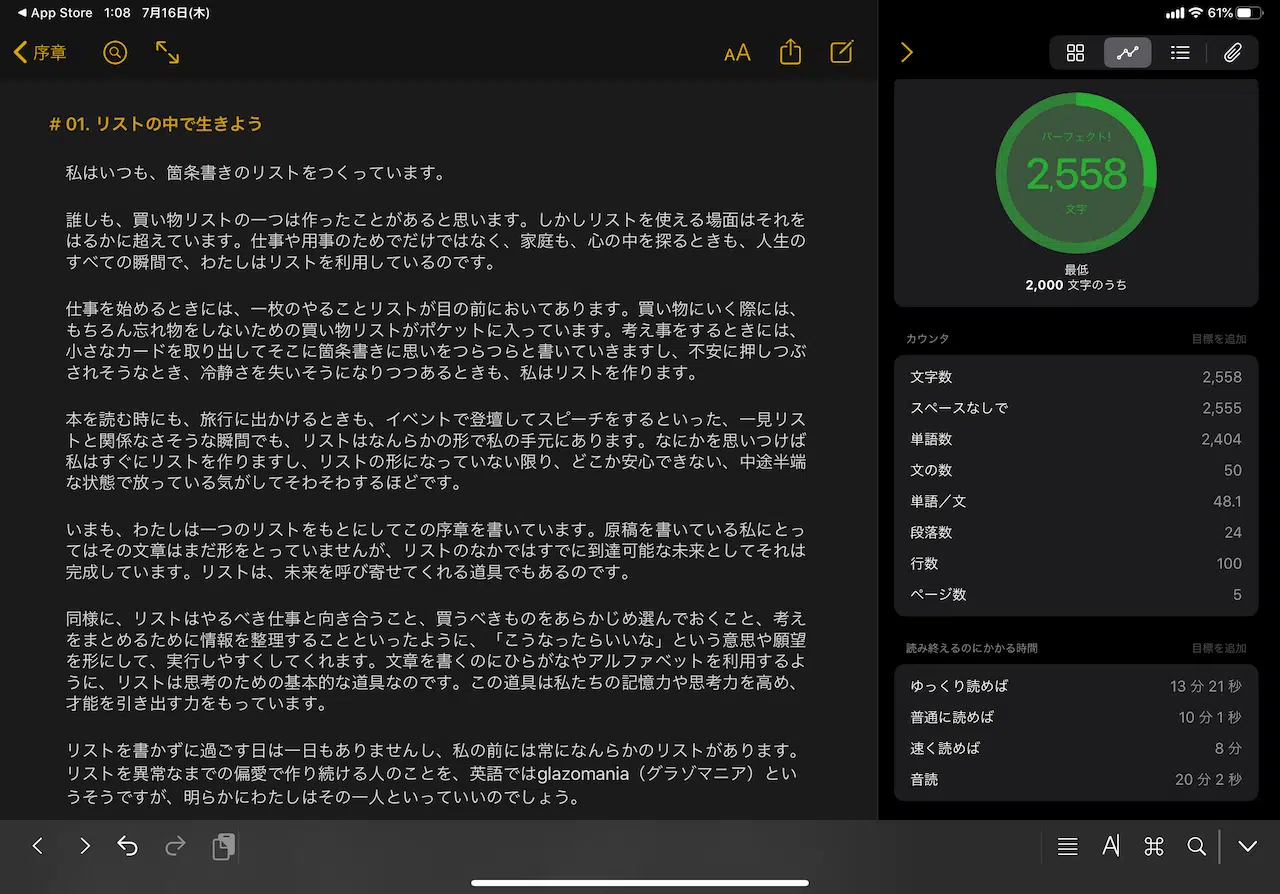 ◀ App Store 1:08 7月16日(木)
61%
序章
AA
# 01. リストの中で生きよう
私はいつも、箇条書きのリストをつくっています。
誰しも、買い物リストの一つは作ったことがあると思います。しかしリストを使える場面はそれを
はるかに超えています。仕事や用事のためでだけではなく、家庭も、心の中を探るときも、人生の
すべての瞬間で、わたしはリストを利用しているのです。
仕事を始めるときには、一枚のやることリストが目の前においてあります。買い物にいく際には、
もちろん忘れ物をしないための買い物リストがポケットに入っています。考え事をするときには、
小さなカードを取り出してそこに箇条書きに思いをつらつらと書いていきますし、不安に押しつぶ
されそうなとき、冷静さを失いそうになりつつあるときも、私はリストを作ります。
本を読む時にも、旅行に出かけるときも、イベントで登壇してスピーチをするといった、一見リス
トと関係なさそうな瞬間でも、リストはなんらかの形で私の手元にあります。なにかを思いつけば
私はすぐにリストを作りますし、リストの形になっていない限り、どこか安心できない、中途半端
な状態で放っている気がしてそわそわするほどです。
いまも、わたしは一つのリストをもとにしてこの序章を書いています。原稿を書いている私にとっ
てはその文章はまだ形をとっていませんが、リストのなかではすでに到達可能な未来としてそれは
完成しています。リストは、未来を呼び寄せてくれる道具でもあるのです。
同様に、リストはやるべき仕事と向き合うこと、買うべきものをあらかじめ選んでおくこと、考え
をまとめるために情報を整理することといったように、「こうなったらいいな」という意思や願望
を形にして、実行しやすくしてくれます。文章を書くのにひらがなやアルファベットを利用するよ
うに、リストは思考のための基本的な道具なのです。この道具は私たちの記憶力や思考力を高め、
才能を引き出す力をもっています。
リストを書かずに過ごす日は一日もありませんし、私の前には常になんらかのリストがあります。
リストを異常なまでの偏愛で作り続ける人のことを、英語ではglazomania（グラゾマニア）とい
うそうですが、明らかにわたしはその一人といっていいのでしょう。
パーフェクト!
2,558
文字
最低
2,000 文字のうち
カウンタ 目標を追加
文字数 2,558
スペースなしで 2,555
単語数 2,404
文の数 50
単語／文 48.1
段落数 24
行数 100
ページ数 5
読み終えるのにかかる時間 目標を追加
ゆっくり読めば 13 分 21 秒
普通に読めば 10 分 1 秒
速く読めば 8 分
音読 20 分 2 秒
A